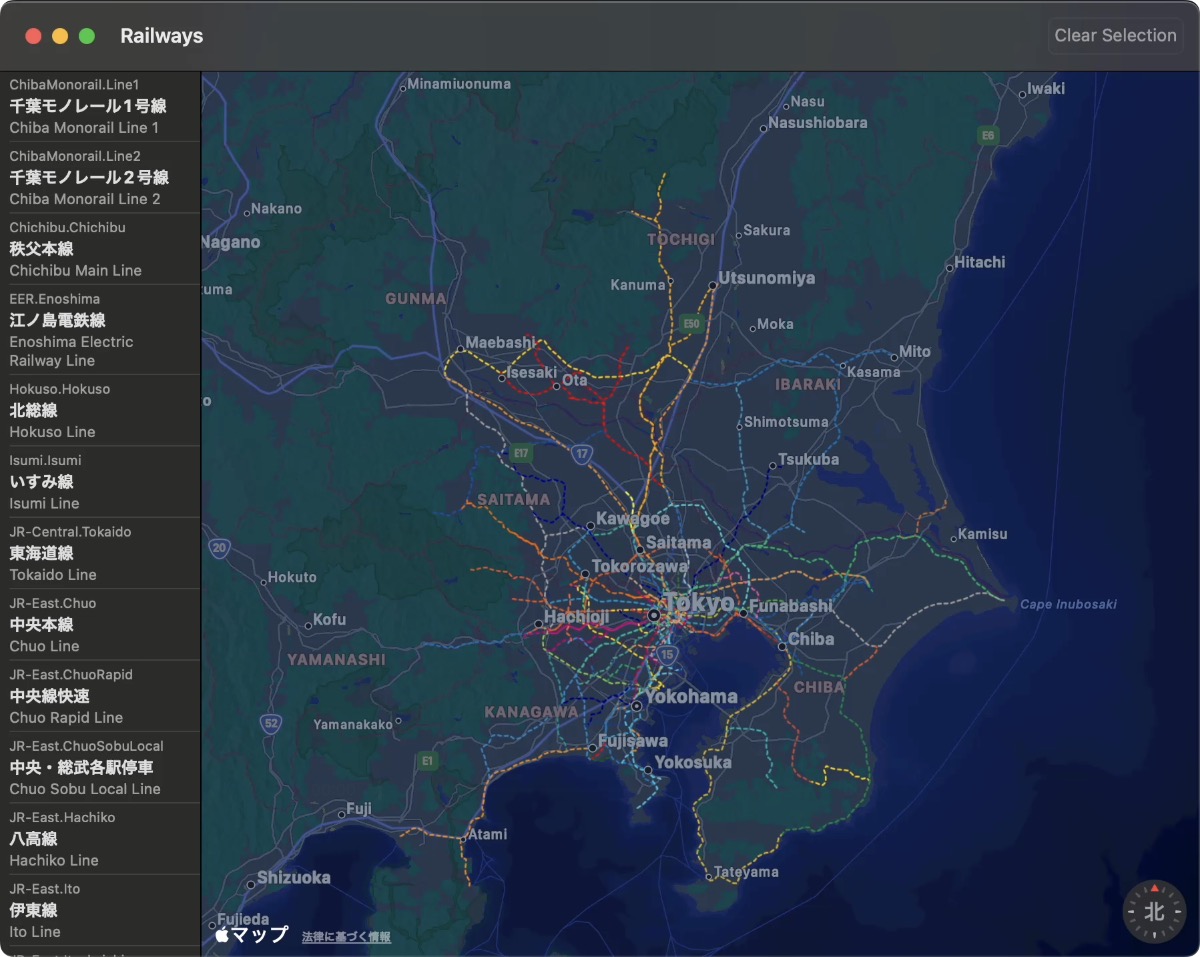 Railways
Clear Selection
ChibaMonorail.Line1
千葉モノレール1号線
Chiba Monorail Line 1
ChibaMonorail.Line2
千葉モノレール２号線
Chiba Monorail Line 2
Chichibu.Chichibu
秩父本線
Chichibu Main Line
EER.Enoshima
江ノ島電鉄線
Enoshima Electric
Railway Line
Hokuso.Hokuso
北総線
Hokuso Line
Isumi.Isumi
いすみ線
Isumi Line
JR-Central.Tokaido
東海道線
Tokaido Line
JR-East.Chuo
中央本線
Chuo Line
JR-East.ChuoRapid
中央線快速
Chuo Rapid Line
JR-East.ChuoSobuLocal
中央・総武各駅停車
Chuo Sobu Local Line
JR-East.Hachiko
八高線
Hachiko Line
JR-East.Ito
伊東線
Ito Line
Minamiuonuma
Iwaki
Nasu
Nasushiobara
E6
Nakano
Nagano
TOCHIGI
Sakura
Hitachi
uma
Kanuma
Utsunomiya
GUNMA
E50
Moka
Maebashi
Mito
Isesaki
Ota
Kasama
IBARAKI
o
Shimotsuma
E17
17
Tsukuba
SAITAMA
Kawagoe
Saitama
Kamisu
20
Tokorozawa
Hokuto
Tokyo
Funabashi
Cape Inubosaki
Kofu
Hachioji
Chiba
15
YAMANASHI
CHIBA
Yokohama
KANAGAWA
52
Yamanakako
Fujisawa
E1
Yokosuka
Fuji
Atami
Tateyama
Shizuoka
Fujieda
マップ
法律に基づく情報
北